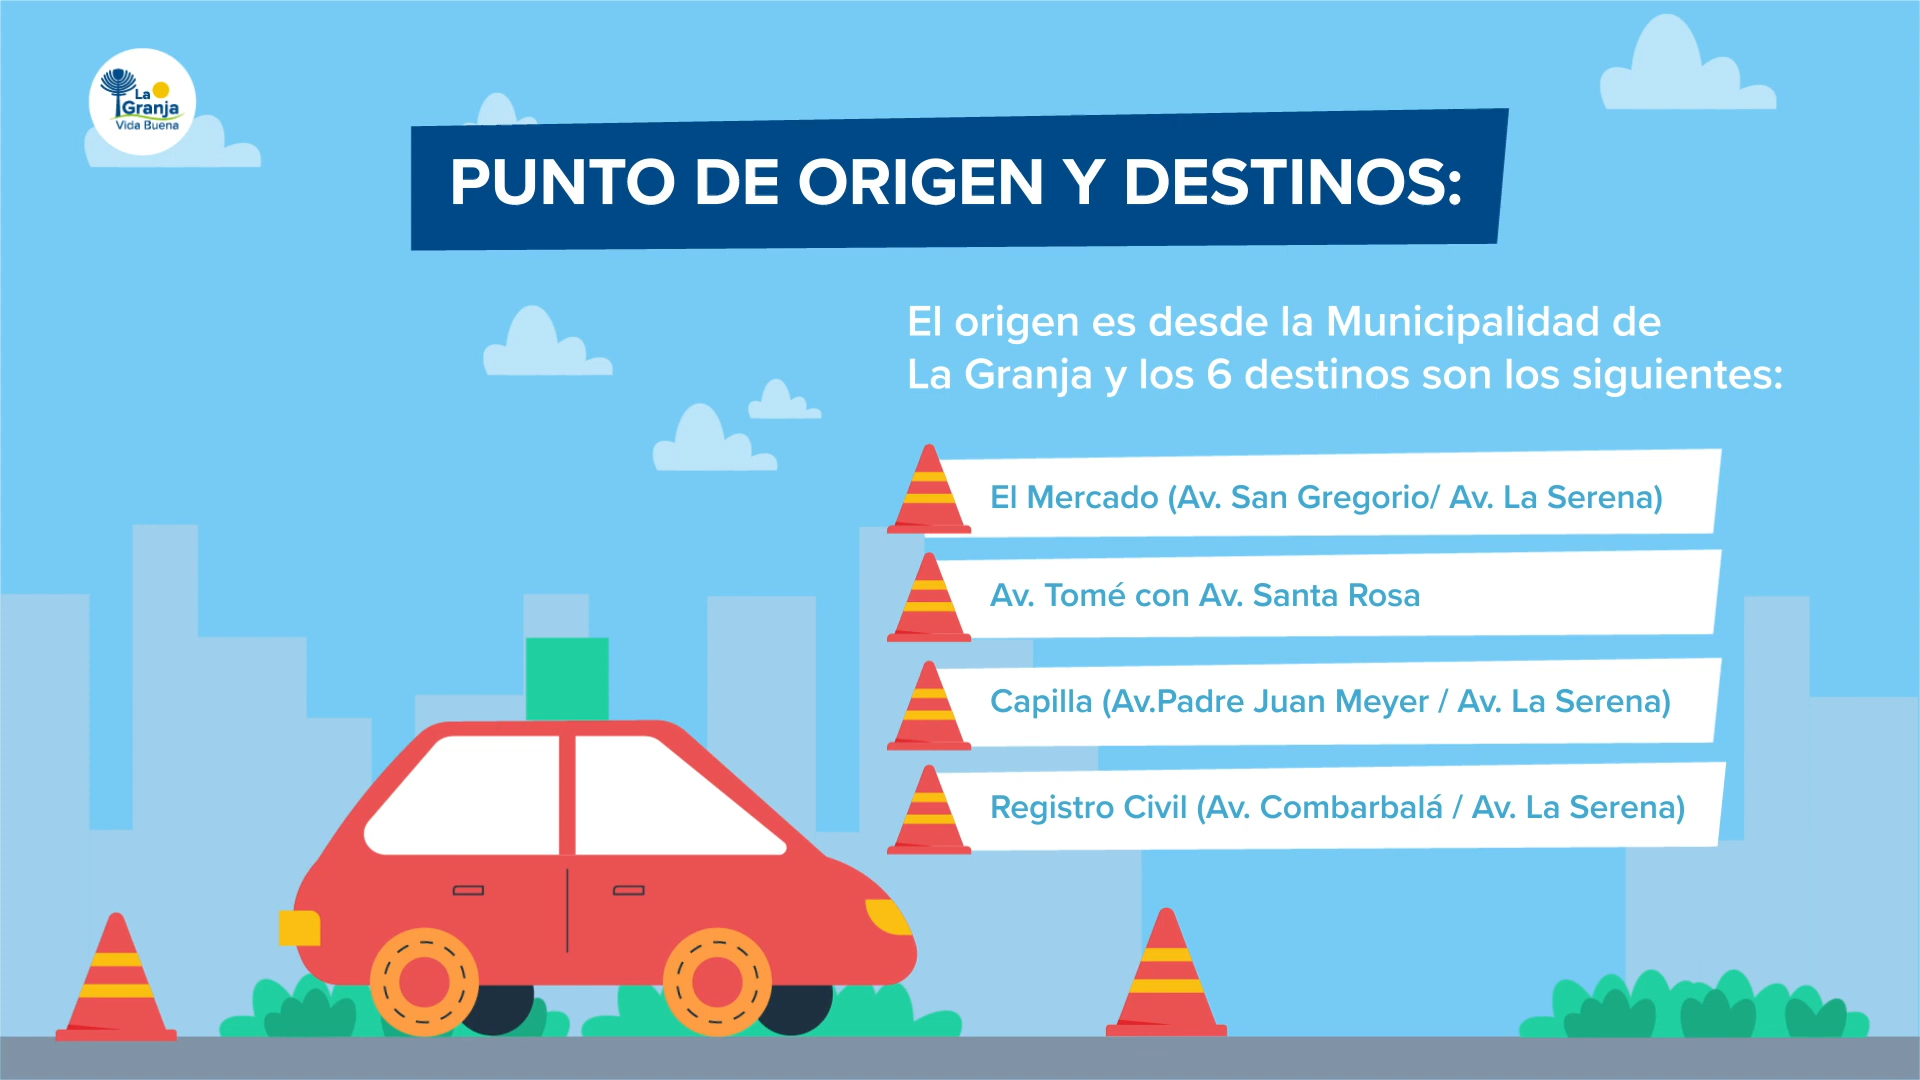 La
Granja
Vida Buena
PUNTO DE ORIGEN Y DESTINOS:
El origen es desde la Municipalidad de
La Granja y los 6 destinos son los siguientes:
El Mercado (Av. San Gregorio/ Av. La Serena)
Av. Tomé con Av. Santa Rosa
Capilla (Av.Padre Juan Meyer / Av. La Serena)
Registro Civil (Av. Combarbalá / Av. La Serena)